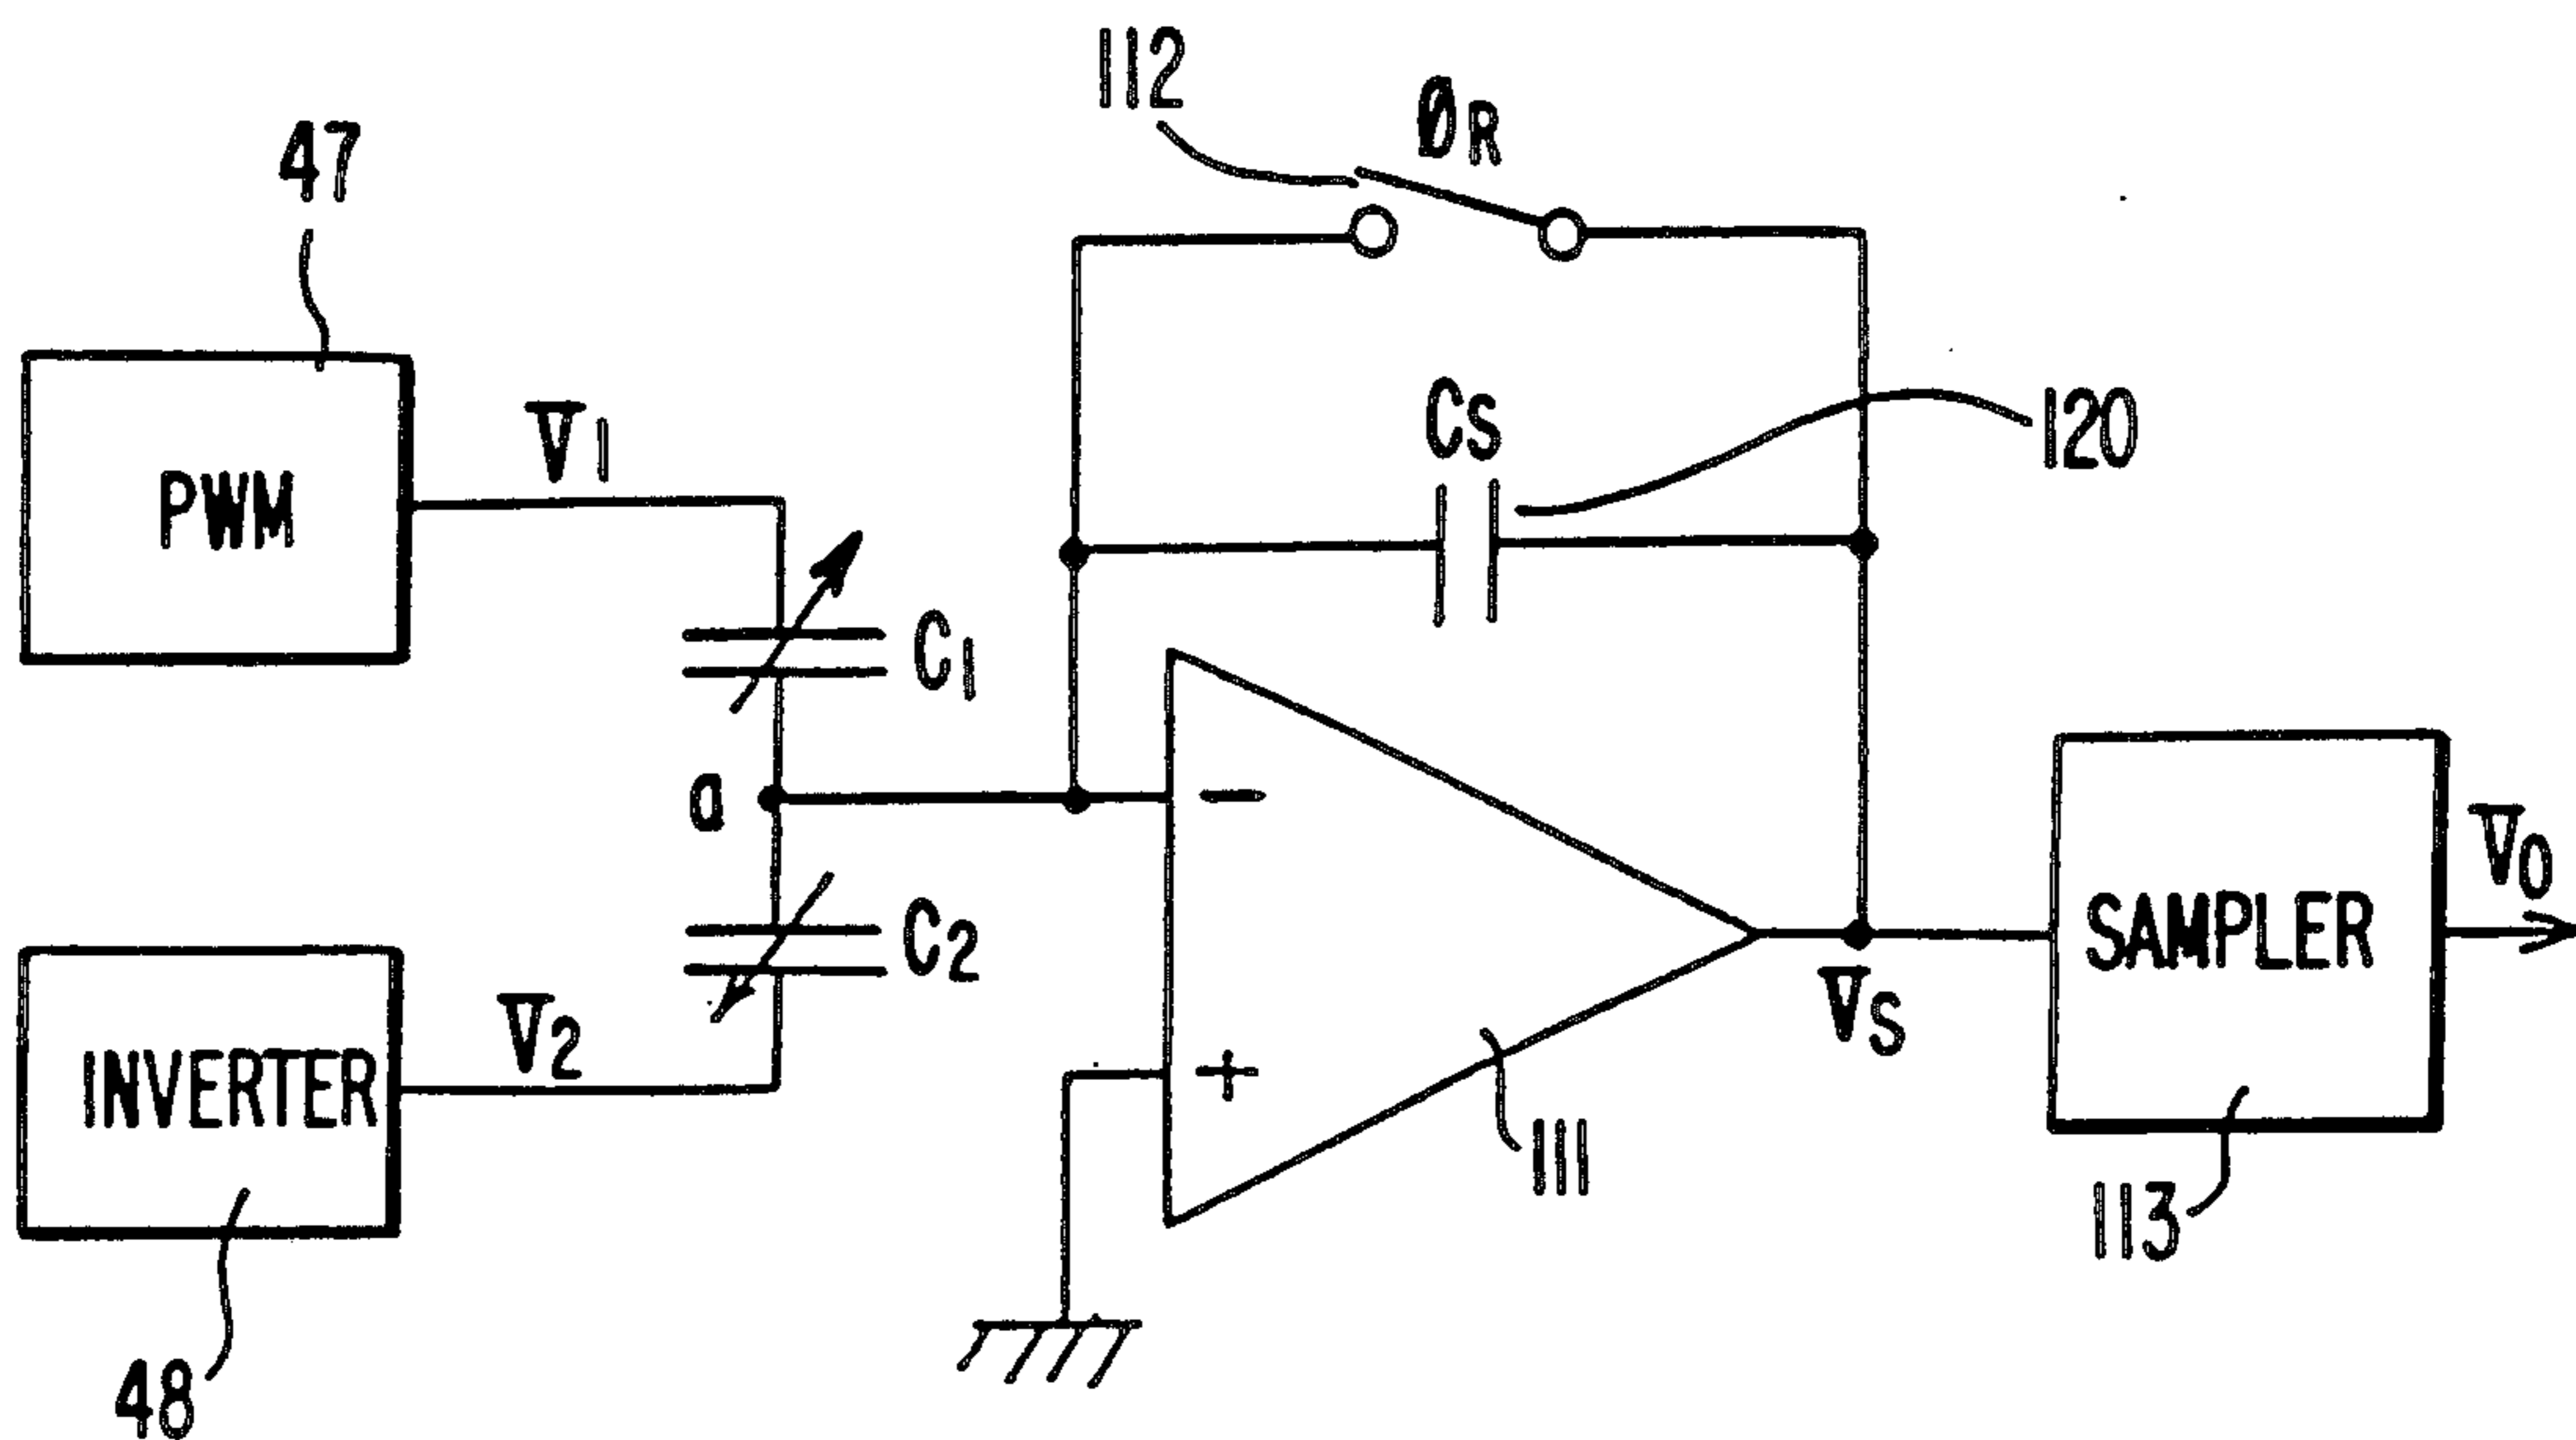 112
ØR
47
CS
120
V1
PWM
C1
a
−
V0
C2
SAMPLER
V2
VS
INVERTER
+
111
113
48